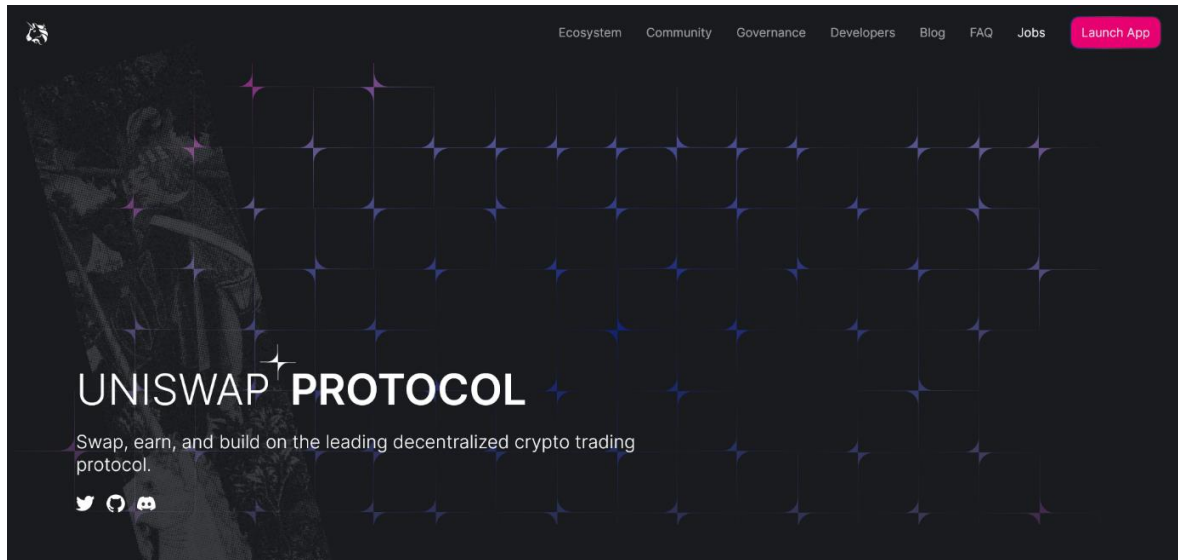 Ecosystem Community Governance Developers Blog FAQ Jobs Launch App
UNISWAP PROTOCOL
Swap, earn, and build on the leading decentralized crypto trading
protocol.